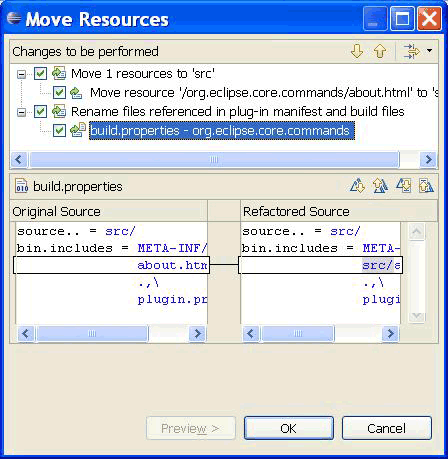 Move Resources
Changes to be performed
Move 1 resources to 'src'
Move resource '/org.eclipse.core.commands/about.html' to 's
Rename files referenced in plug-in manifest and build files
build.properties - org.eclipse.core.commands
build.properties
Original Source
Refactored Source
source.. = src/
bin.includes = META-INF/
about.htm
.,\
plugin.pr
source.. = src/
bin.includes = META-
src/a
.,\
plugi
Preview >
OK
Cancel